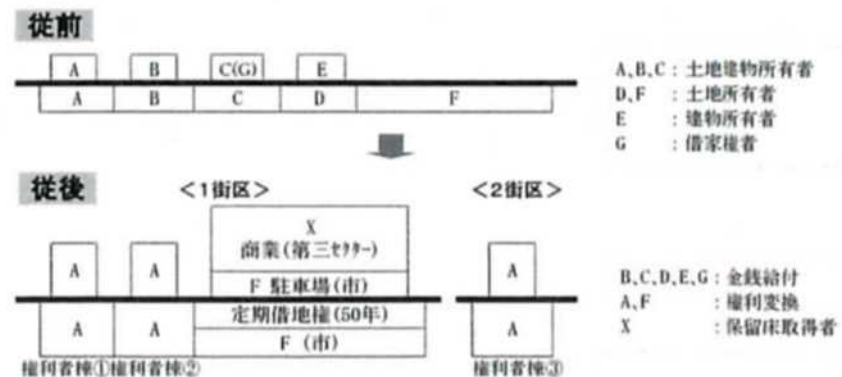 従前
A B C(G) E
A B C D F
A,B,C : 土地建物所有者
D,F : 土地所有者
E : 建物所有者
G : 借家権者
従後
<1街区> <2街区>
X
商業(第三セクター)
A A A
F 駐車場(市)
定期借地権(50年)
A A A
F (市)
権利者棟① 権利者棟② 権利者棟③
B,C,D,E,G : 金銭給付
A,F : 権利変換
X : 保留床取得者